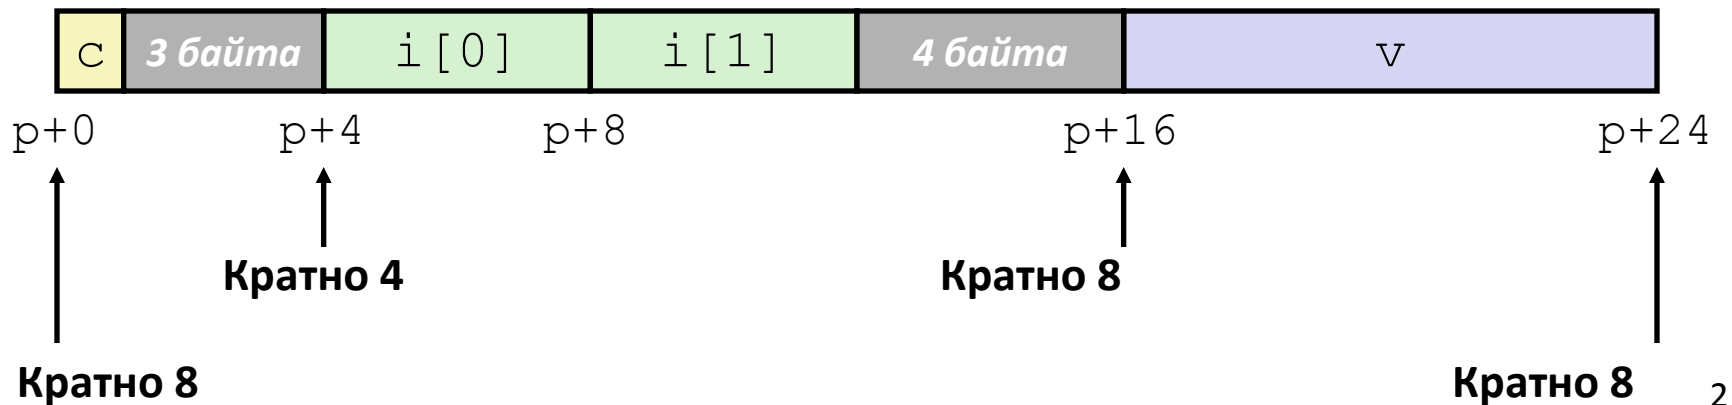 c 3 байта i[0] i[1] 4 байта v
p+0 p+4 p+8 p+16 p+24
Кратно 4 Кратно 8
Кратно 8 Кратно 8 2